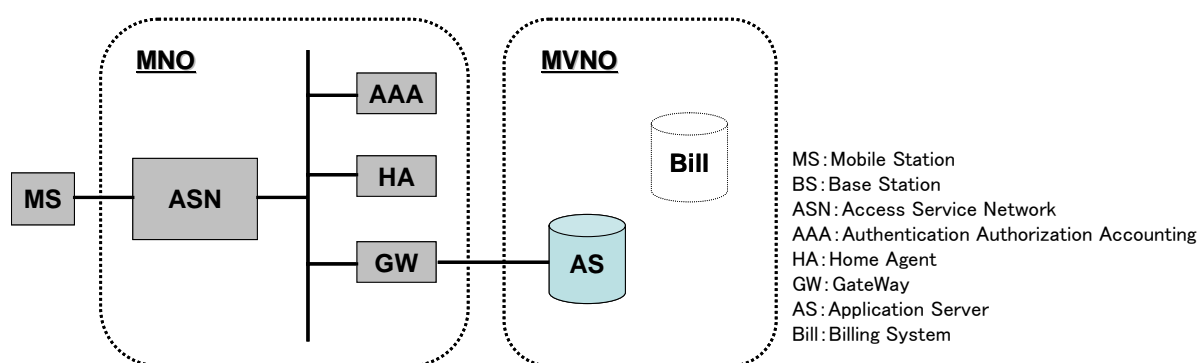 MNO
MVNO
AAA
Bill
HA
MS
ASN
GW
AS
MS:Mobile Station
BS:Base Station
ASN:Access Service Network
AAA:Authentication Authorization Accounting
HA:Home Agent
GW:GateWay
AS:Application Server
Bill:Billing System